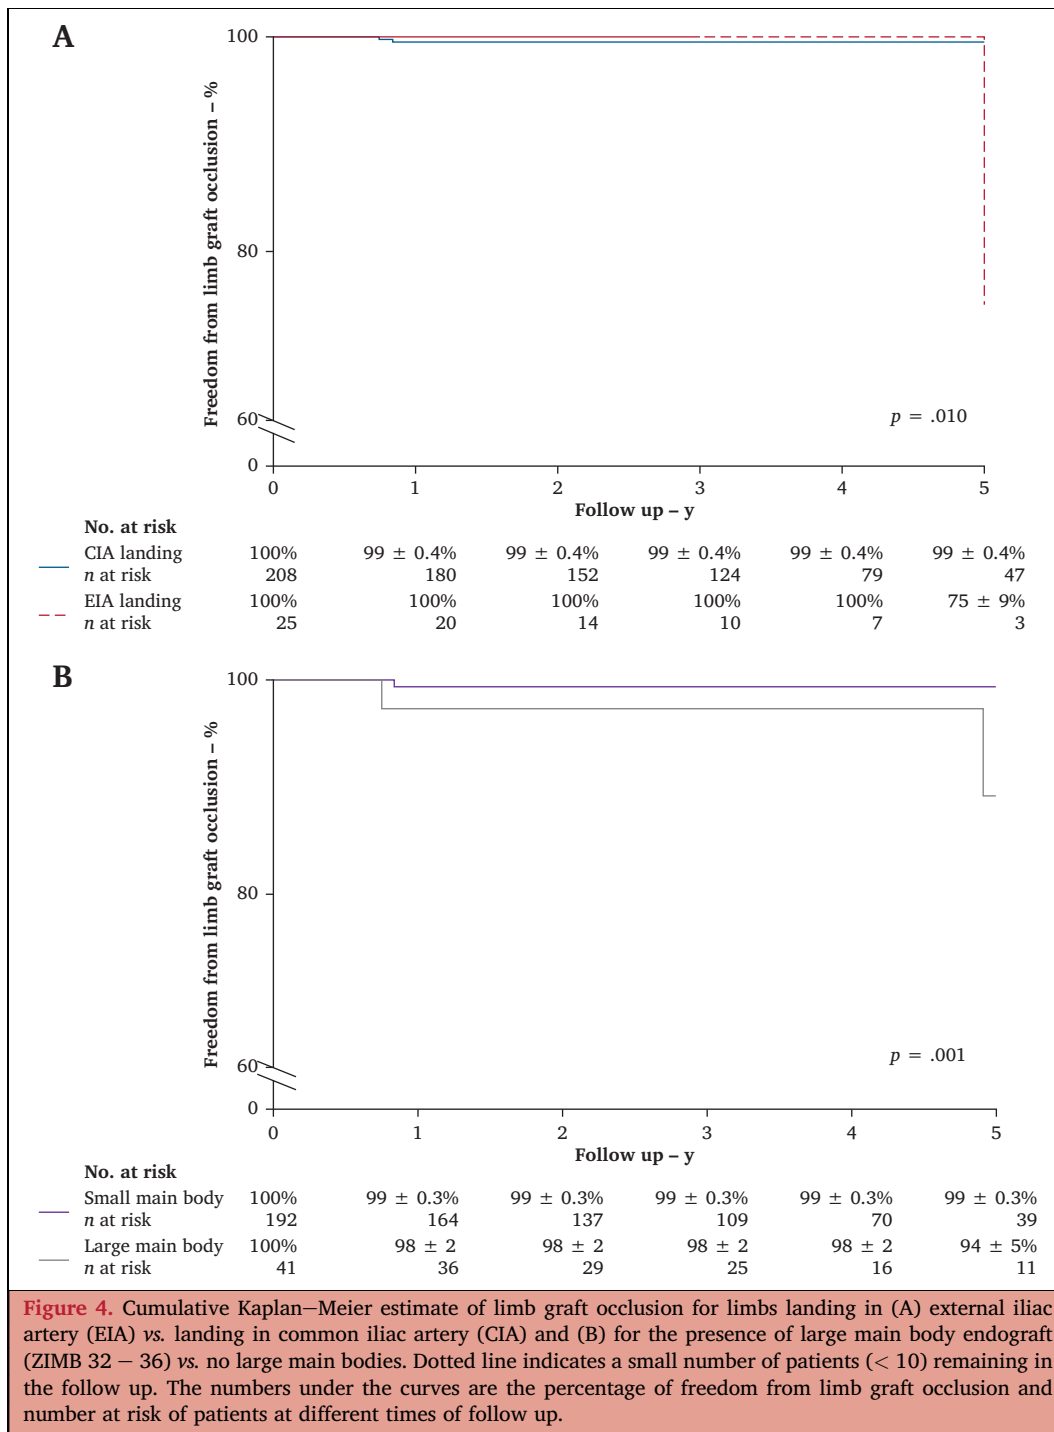 A
Freedom from limb graft occlusion – %
100
80
60
0
p = .010
0 1 2 3 4 5
Follow up – y
No. at risk
CIA landing 100% 99 ± 0.4% 99 ± 0.4% 99 ± 0.4% 99 ± 0.4% 99 ± 0.4%
n at risk 208 180 152 124 79 47
EIA landing 100% 100% 100% 100% 100% 75 ± 9%
n at risk 25 20 14 10 7 3
B
Freedom from limb graft occlusion – %
100
80
60
0
p = .001
0 1 2 3 4 5
Follow up – y
No. at risk
Small main body 100% 99 ± 0.3% 99 ± 0.3% 99 ± 0.3% 99 ± 0.3% 99 ± 0.3%
n at risk 192 164 137 109 70 39
Large main body 100% 98 ± 2 98 ± 2 98 ± 2 98 ± 2 94 ± 5%
n at risk 41 36 29 25 16 11
Figure 4. Cumulative Kaplan—Meier estimate of limb graft occlusion for limbs landing in (A) external iliac
artery (EIA) vs. landing in common iliac artery (CIA) and (B) for the presence of large main body endograft
(ZIMB 32 – 36) vs. no large main bodies. Dotted line indicates a small number of patients (< 10) remaining in
the follow up. The numbers under the curves are the percentage of freedom from limb graft occlusion and
number at risk of patients at different times of follow up.